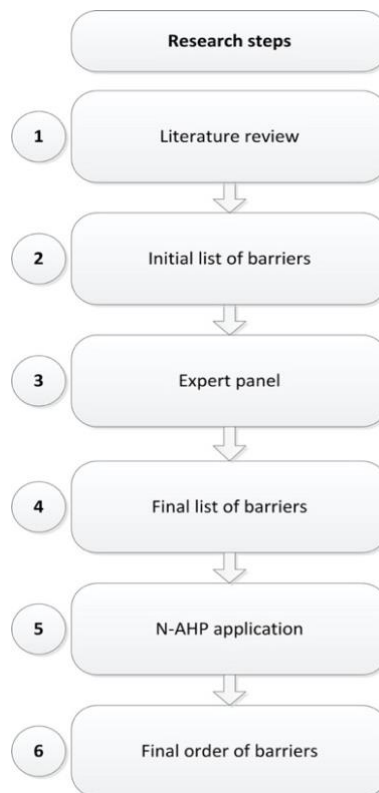 Research steps
1 Literature review
2 Initial list of barriers
3 Expert panel
4 Final list of barriers
5 N-AHP application
6 Final order of barriers